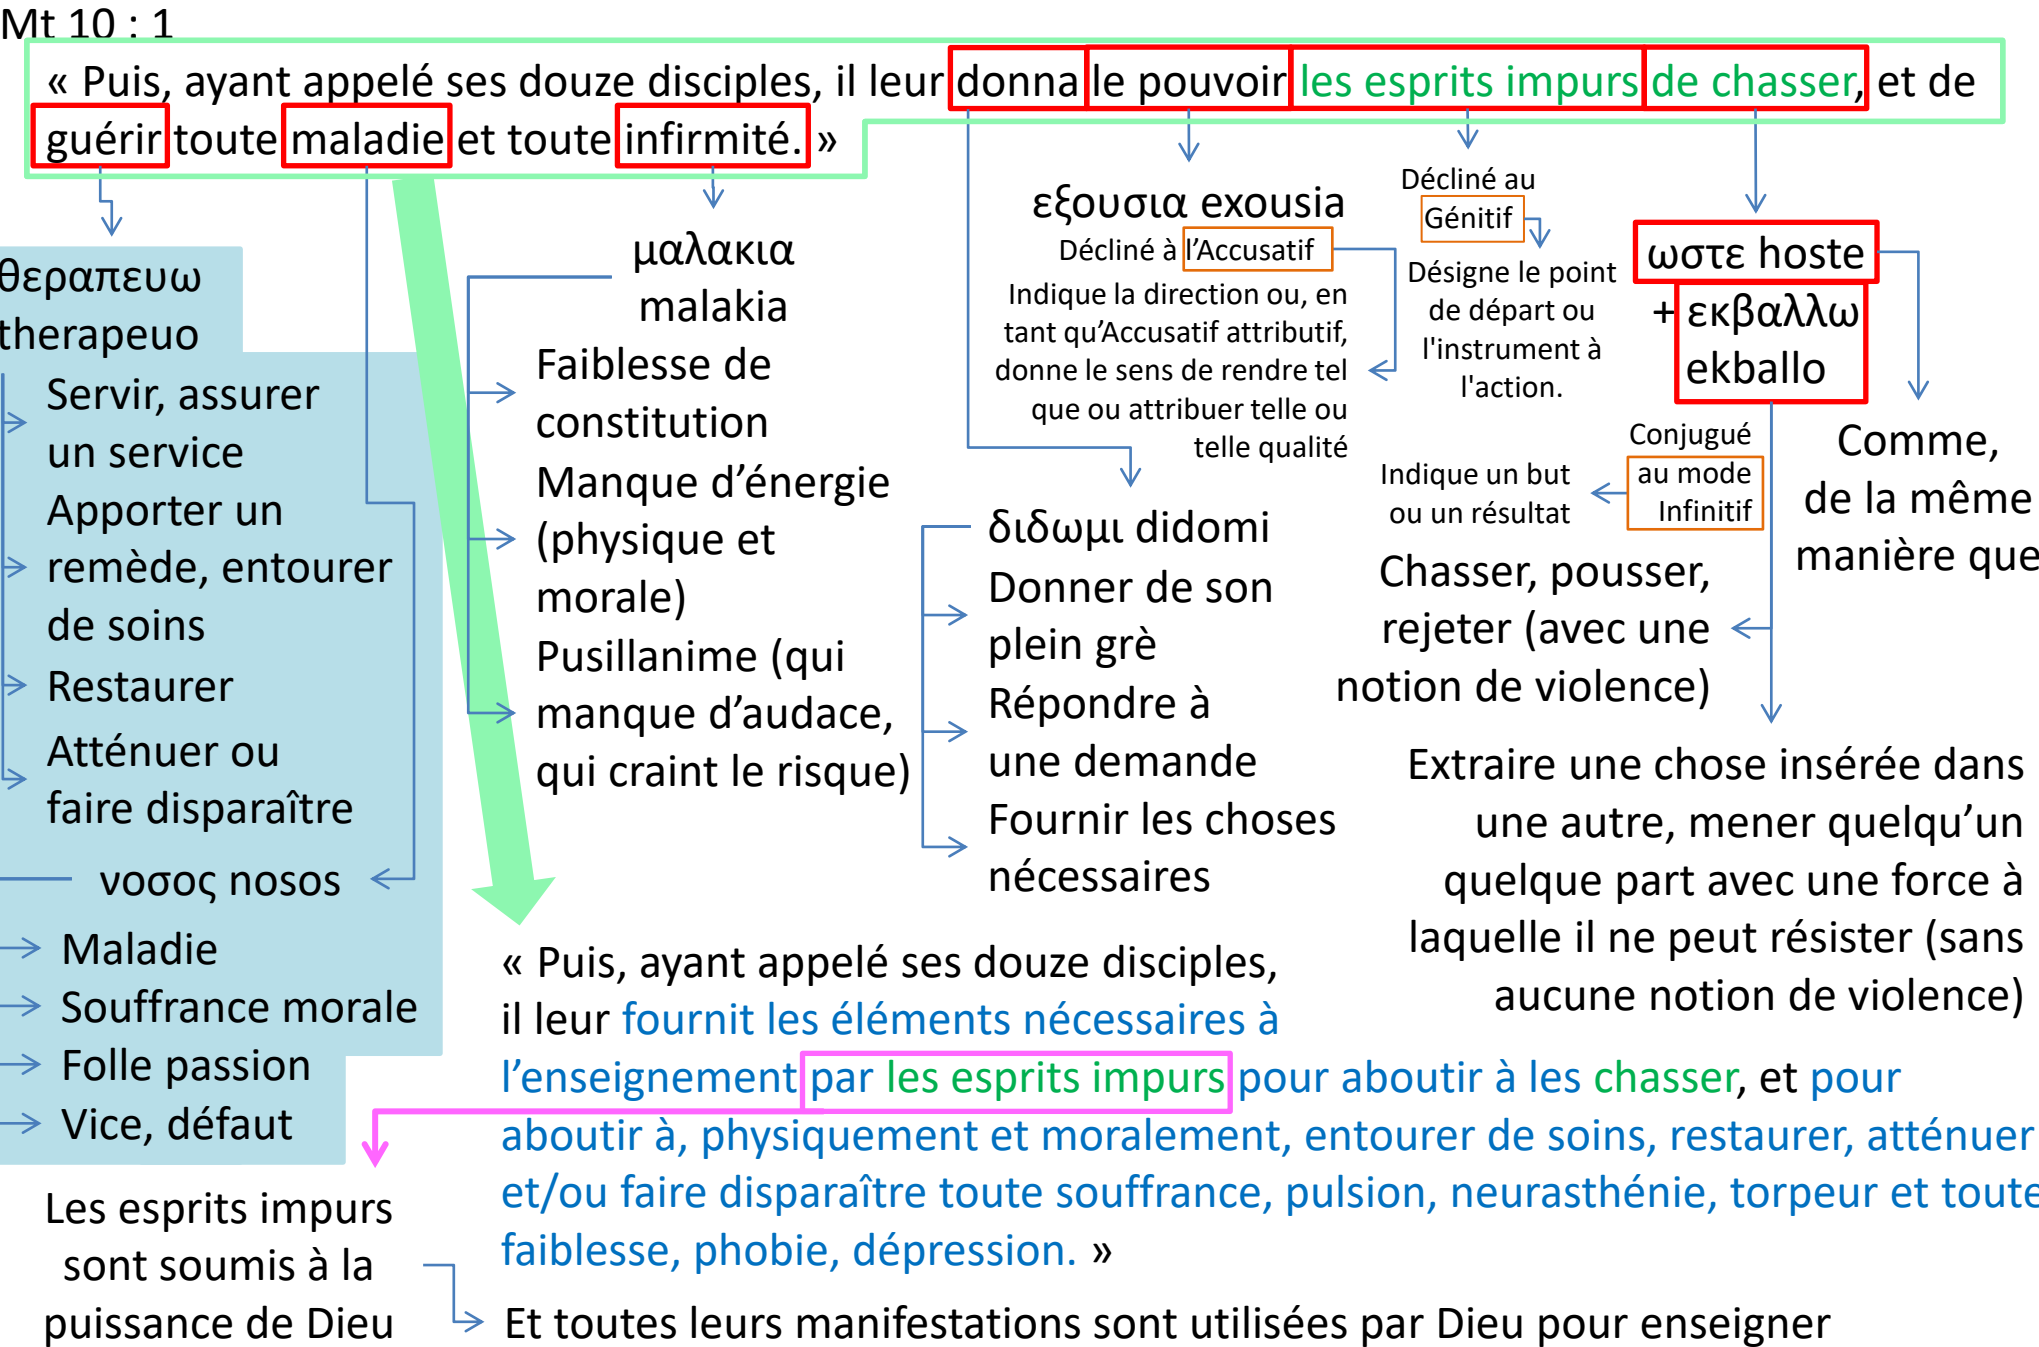 Mt 10 : 1
« Puis, ayant appelé ses douze disciples, il leur donna le pouvoir les esprits impurs de chasser, et de
guérir toute maladie et toute infirmité. »
θεραπευω
therapeuo
Servir, assurer
un service
Apporter un
remède, entourer
de soins
Restaurer
Atténuer ou
faire disparaître
νοσος nosos
Maladie
Souffrance morale
Folle passion
Vice, défaut
μαλακια
malakia
Faiblesse de
constitution
Manque d’énergie
(physique et
morale)
Pusillanime (qui
manque d’audace,
qui craint le risque)
εξουσια exousia
Décliné à l’Accusatif
Indique la direction ou, en
tant qu’Accusatif attributif,
donne le sens de rendre tel
que ou attribuer telle ou
telle qualité
διδωμι didomi
Donner de son
plein grè
Répondre à
une demande
Fournir les choses
nécessaires
Décliné au
Génitif
Désigne le point
de départ ou
l'instrument à
l'action.
ωστε hoste
+ εκβαλλω
ekballo
Comme,
de la même
manière que
Conjugué
au mode
Infinitif
Indique un but
ou un résultat
Chasser, pousser,
rejeter (avec une
notion de violence)
Extraire une chose insérée dans
une autre, mener quelqu’un
quelque part avec une force à
laquelle il ne peut résister (sans
aucune notion de violence)
« Puis, ayant appelé ses douze disciples,
il leur fournit les éléments nécessaires à
l’enseignement par les esprits impurs pour aboutir à les chasser, et pour
aboutir à, physiquement et moralement, entourer de soins, restaurer, atténuer
et/ou faire disparaître toute souffrance, pulsion, neurasthénie, torpeur et toute
faiblesse, phobie, dépression. »
Les esprits impurs
sont soumis à la
puissance de Dieu
Et toutes leurs manifestations sont utilisées par Dieu pour enseigner